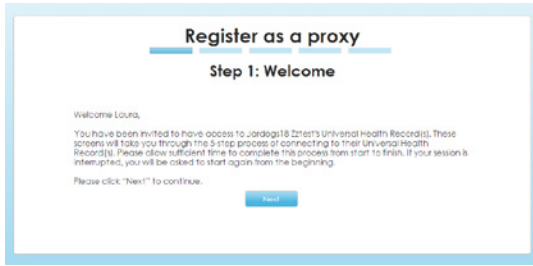 Register as a proxy
Step 1: Welcome
Welcome Laura,
You have been invited to have access to Jardogs18 Zztest's Universal Health Record(s). These
screens will take you through the 5-step process of connecting to their Universal Health
Record(s). Please allow sufficient time to complete this process from start to finish. If your session is
interrupted, you will be asked to start again from the beginning.
Please click "Next" to continue.
Next